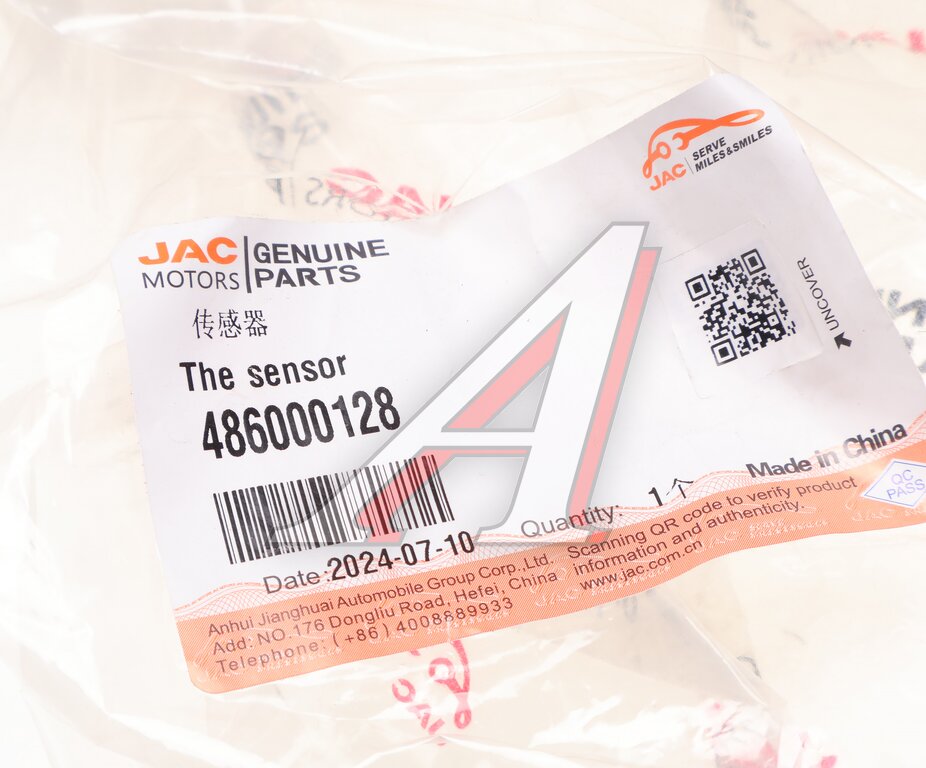 JAC
SERVE
MILES&SMILES
JAC
MOTORS
GENUINE
PARTS
传感器
The sensor
486000128
UNCOVER
Made in China
QC
PASS
Quantity: 1个
Date:2024-07-10
Anhui Jianghuai Automobile Group Corp.,Ltd.
Add: NO.176 Dongliu Road, Hefei, China
Telephone: (+86) 4008889933
Scanning QR code to verify product
information and authenticity.
www.jac.com.cn